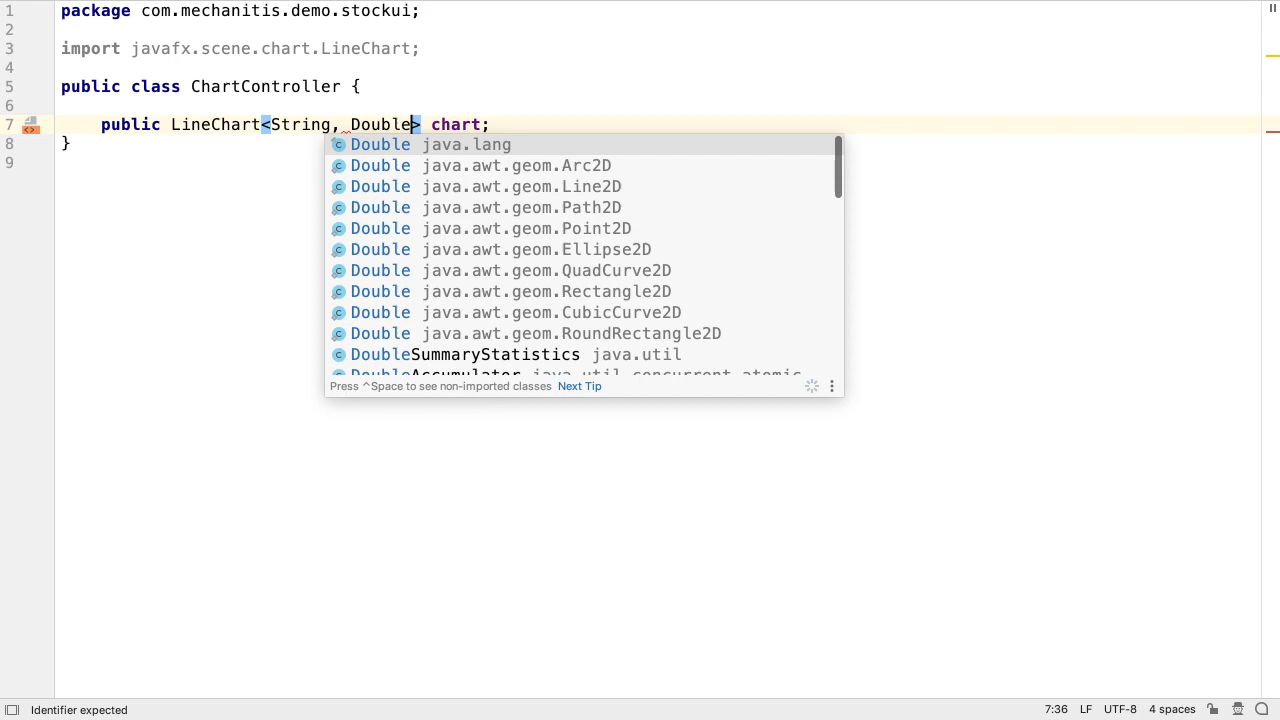 1 package com.mechanitis.demo.stockui;
2
3 import javafx.scene.chart.LineChart;
4
5 public class ChartController {
6
7 public LineChart<String, Double> chart;
8 }
9
Double java.lang
Double java.awt.geom.Arc2D
Double java.awt.geom.Line2D
Double java.awt.geom.Path2D
Double java.awt.geom.Point2D
Double java.awt.geom.Ellipse2D
Double java.awt.geom.QuadCurve2D
Double java.awt.geom.Rectangle2D
Double java.awt.geom.CubicCurve2D
Double java.awt.geom.RoundRectangle2D
DoubleSummaryStatistics java.util
DoubleAccumulator java.util.concurrent.atomic
Press ^Space to see non-imported classes Next Tip
Identifier expected 7:36 LF UTF-8 4 spaces